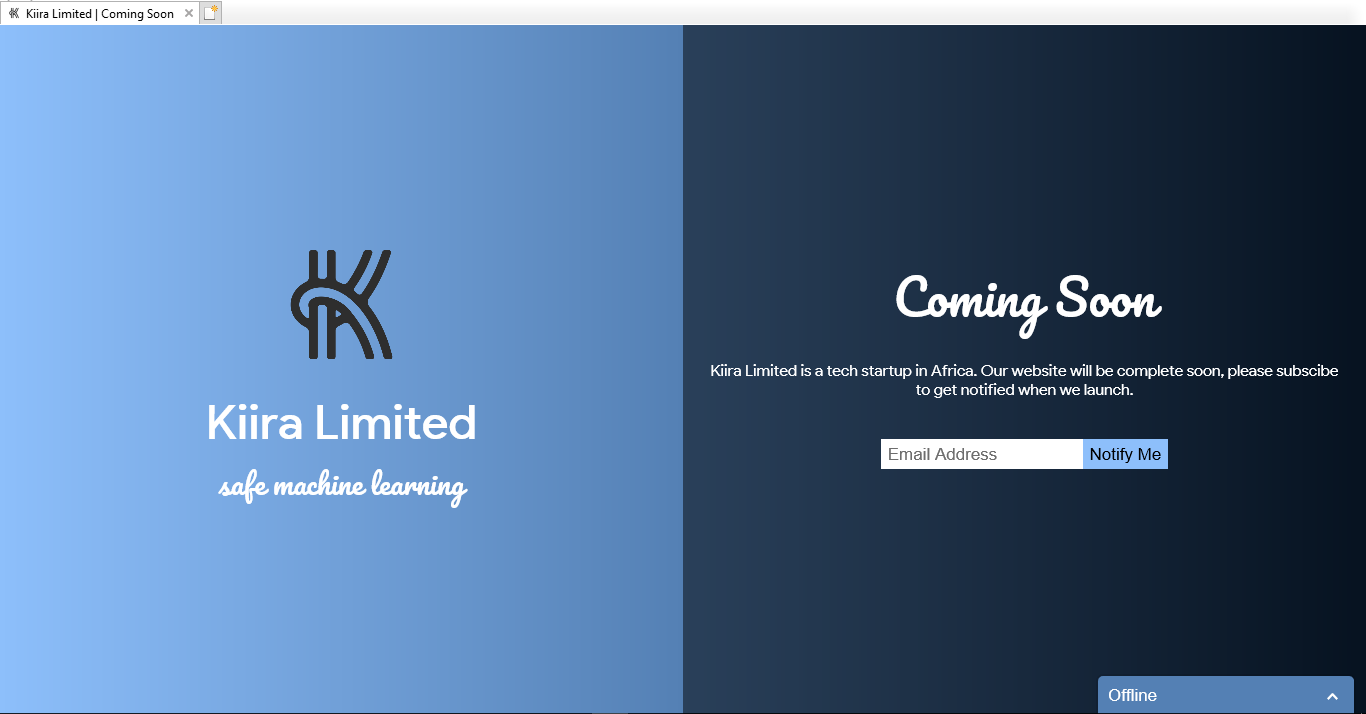 Kiira Limited | Coming Soon
Kiira Limited
safe machine learning
Coming Soon
Kiira Limited is a tech startup in Africa. Our website will be complete soon, please subscibe
to get notified when we launch.
Email Address
Notify Me
Offline